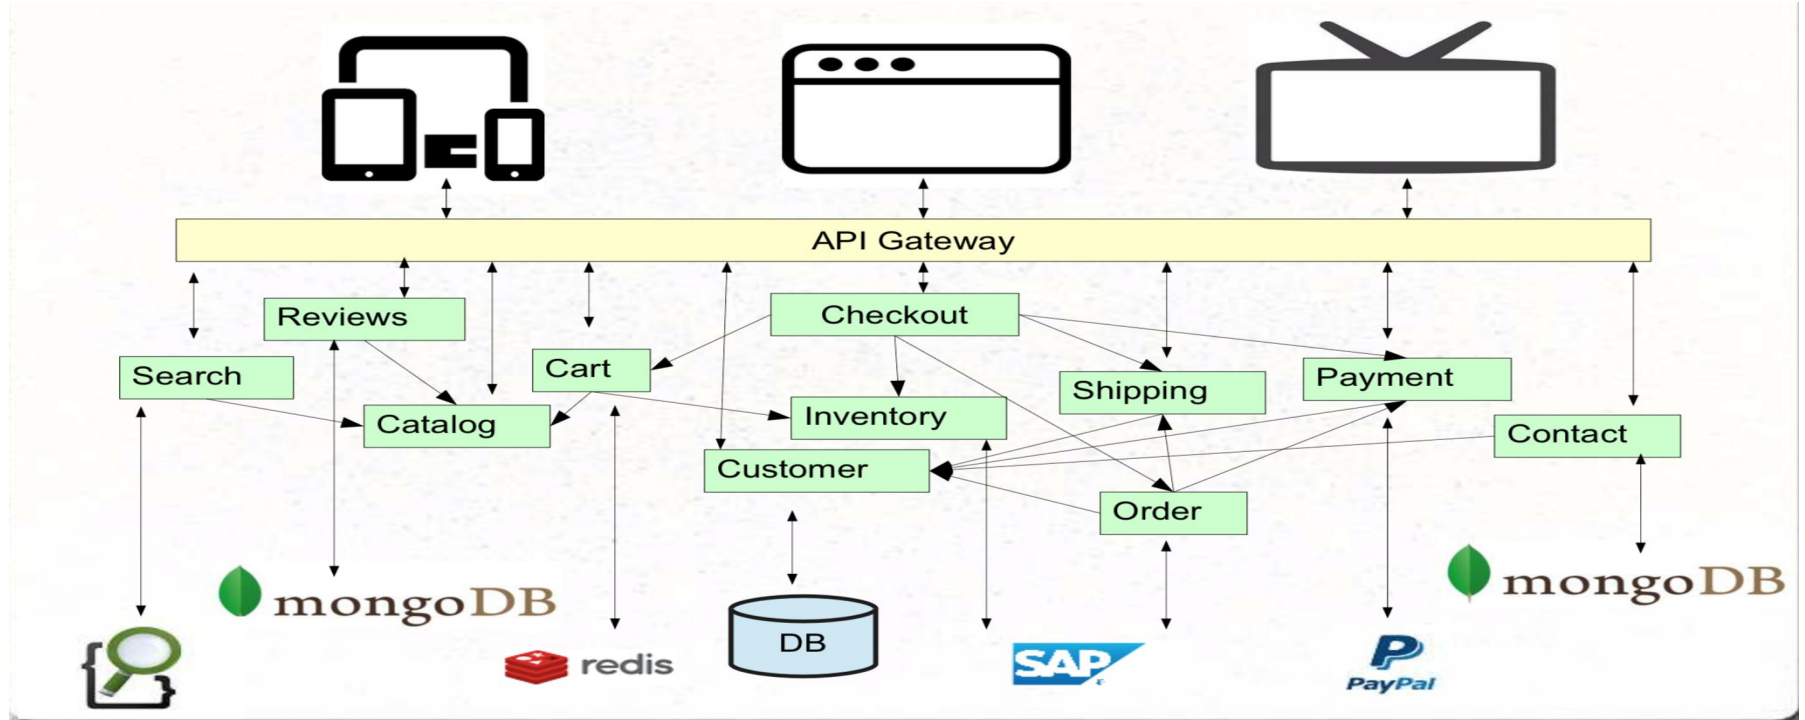 API Gateway
Reviews
Checkout
Search
Cart
Shipping
Payment
Catalog
Inventory
Contact
Customer
Order
mongoDB
mongoDB
DB
redis
SAP
PayPal